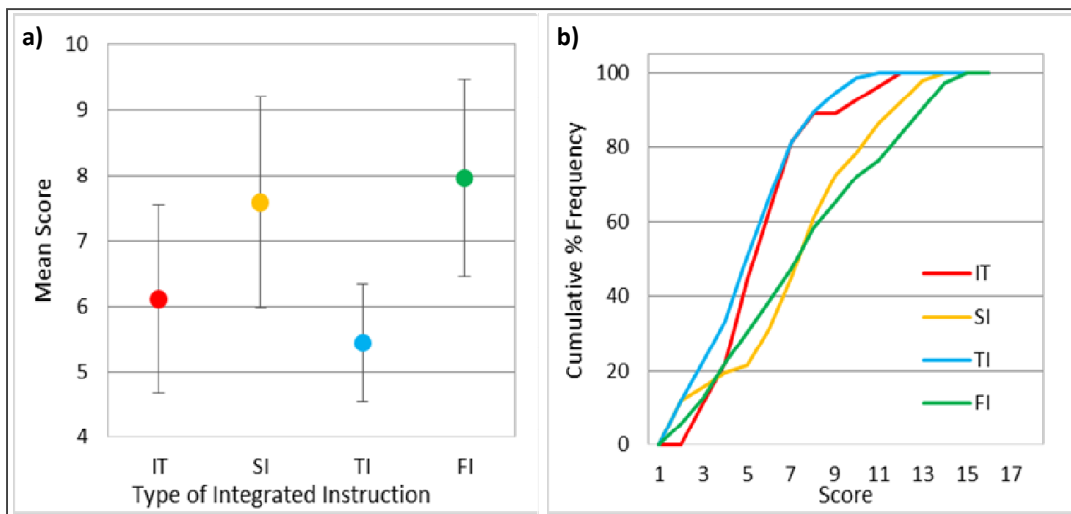 a)
10
9
8
7
6
5
4
Mean Score
IT SI TI FI
Type of Integrated Instruction
b)
100
80
60
40
20
0
Cumulative % Frequency
IT
SI
TI
FI
1 3 5 7 9 11 13 15 17
Score